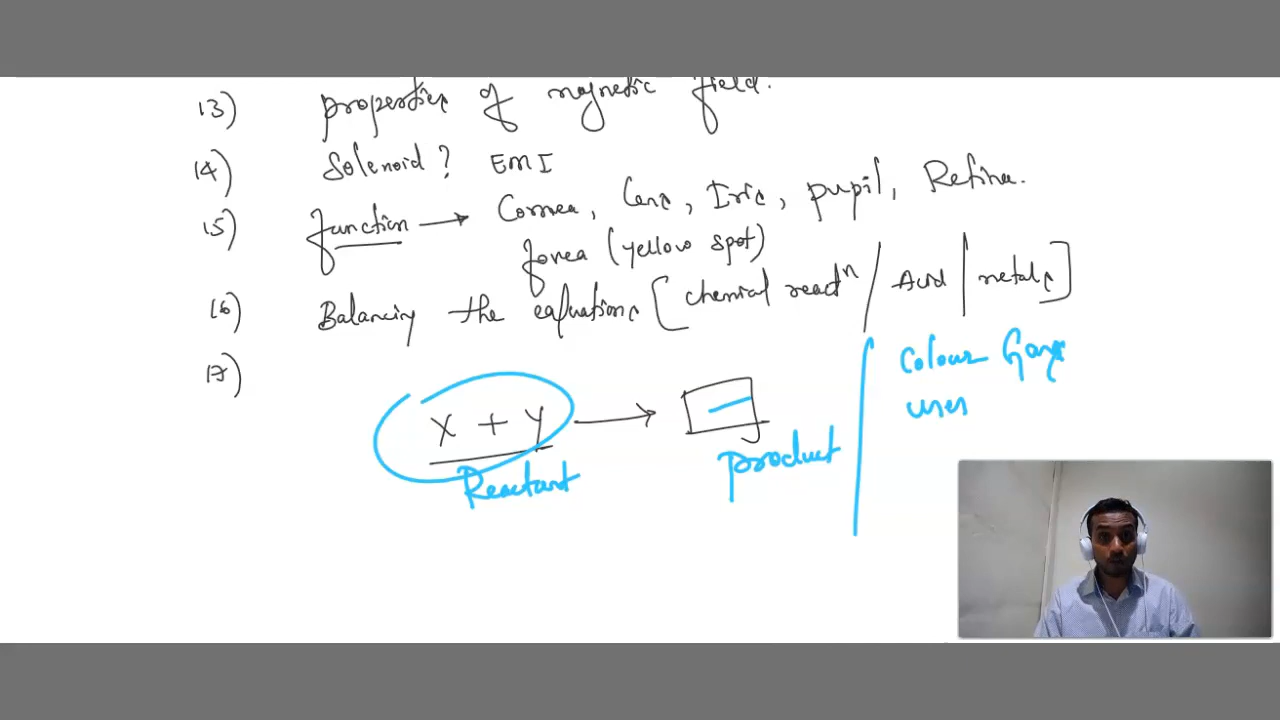 13) properties of magnetic field.
14) Solenoid? EMI
15) function → Cornea, Lens, Iris, pupil, Retina.
fovea (yellow spot)
16) Balancing the equations [chemical reactⁿ / Acid | metals]
17)
X + Y →
Reactant
product
Colour
uses